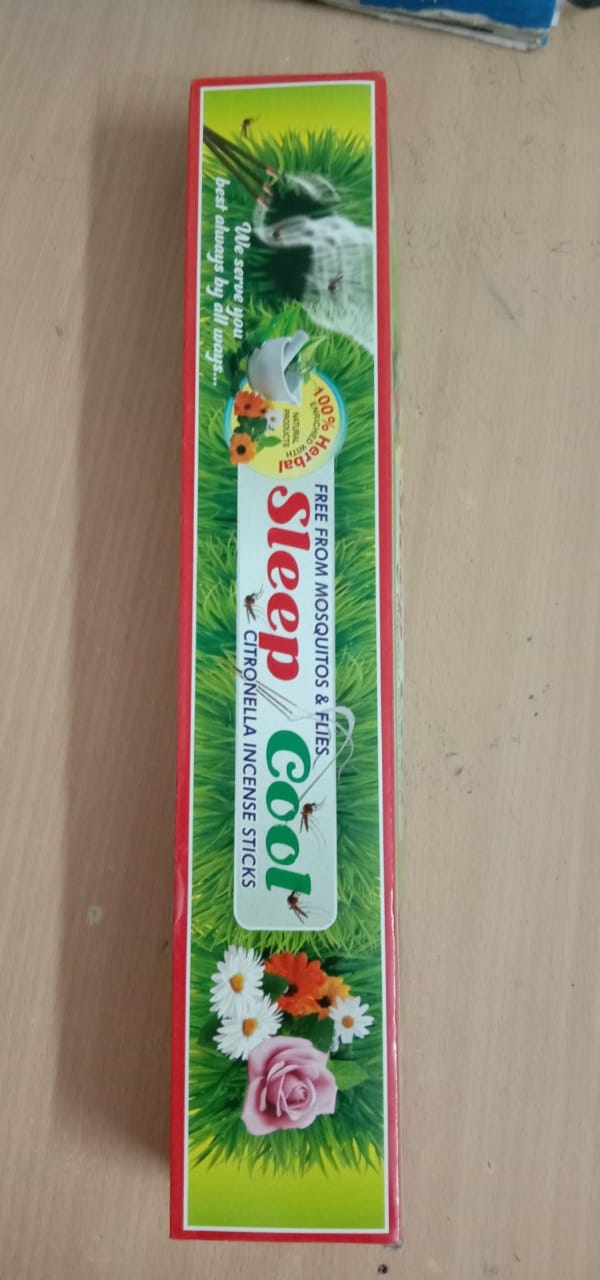 We serve you
best always by all ways...
100% Herbal
ENRICHED WITH
NATURAL
PRODUCTS
FREE FROM MOSQUITOS & FLIES
Sleep Cool
CITRONELLA INCENSE STICKS